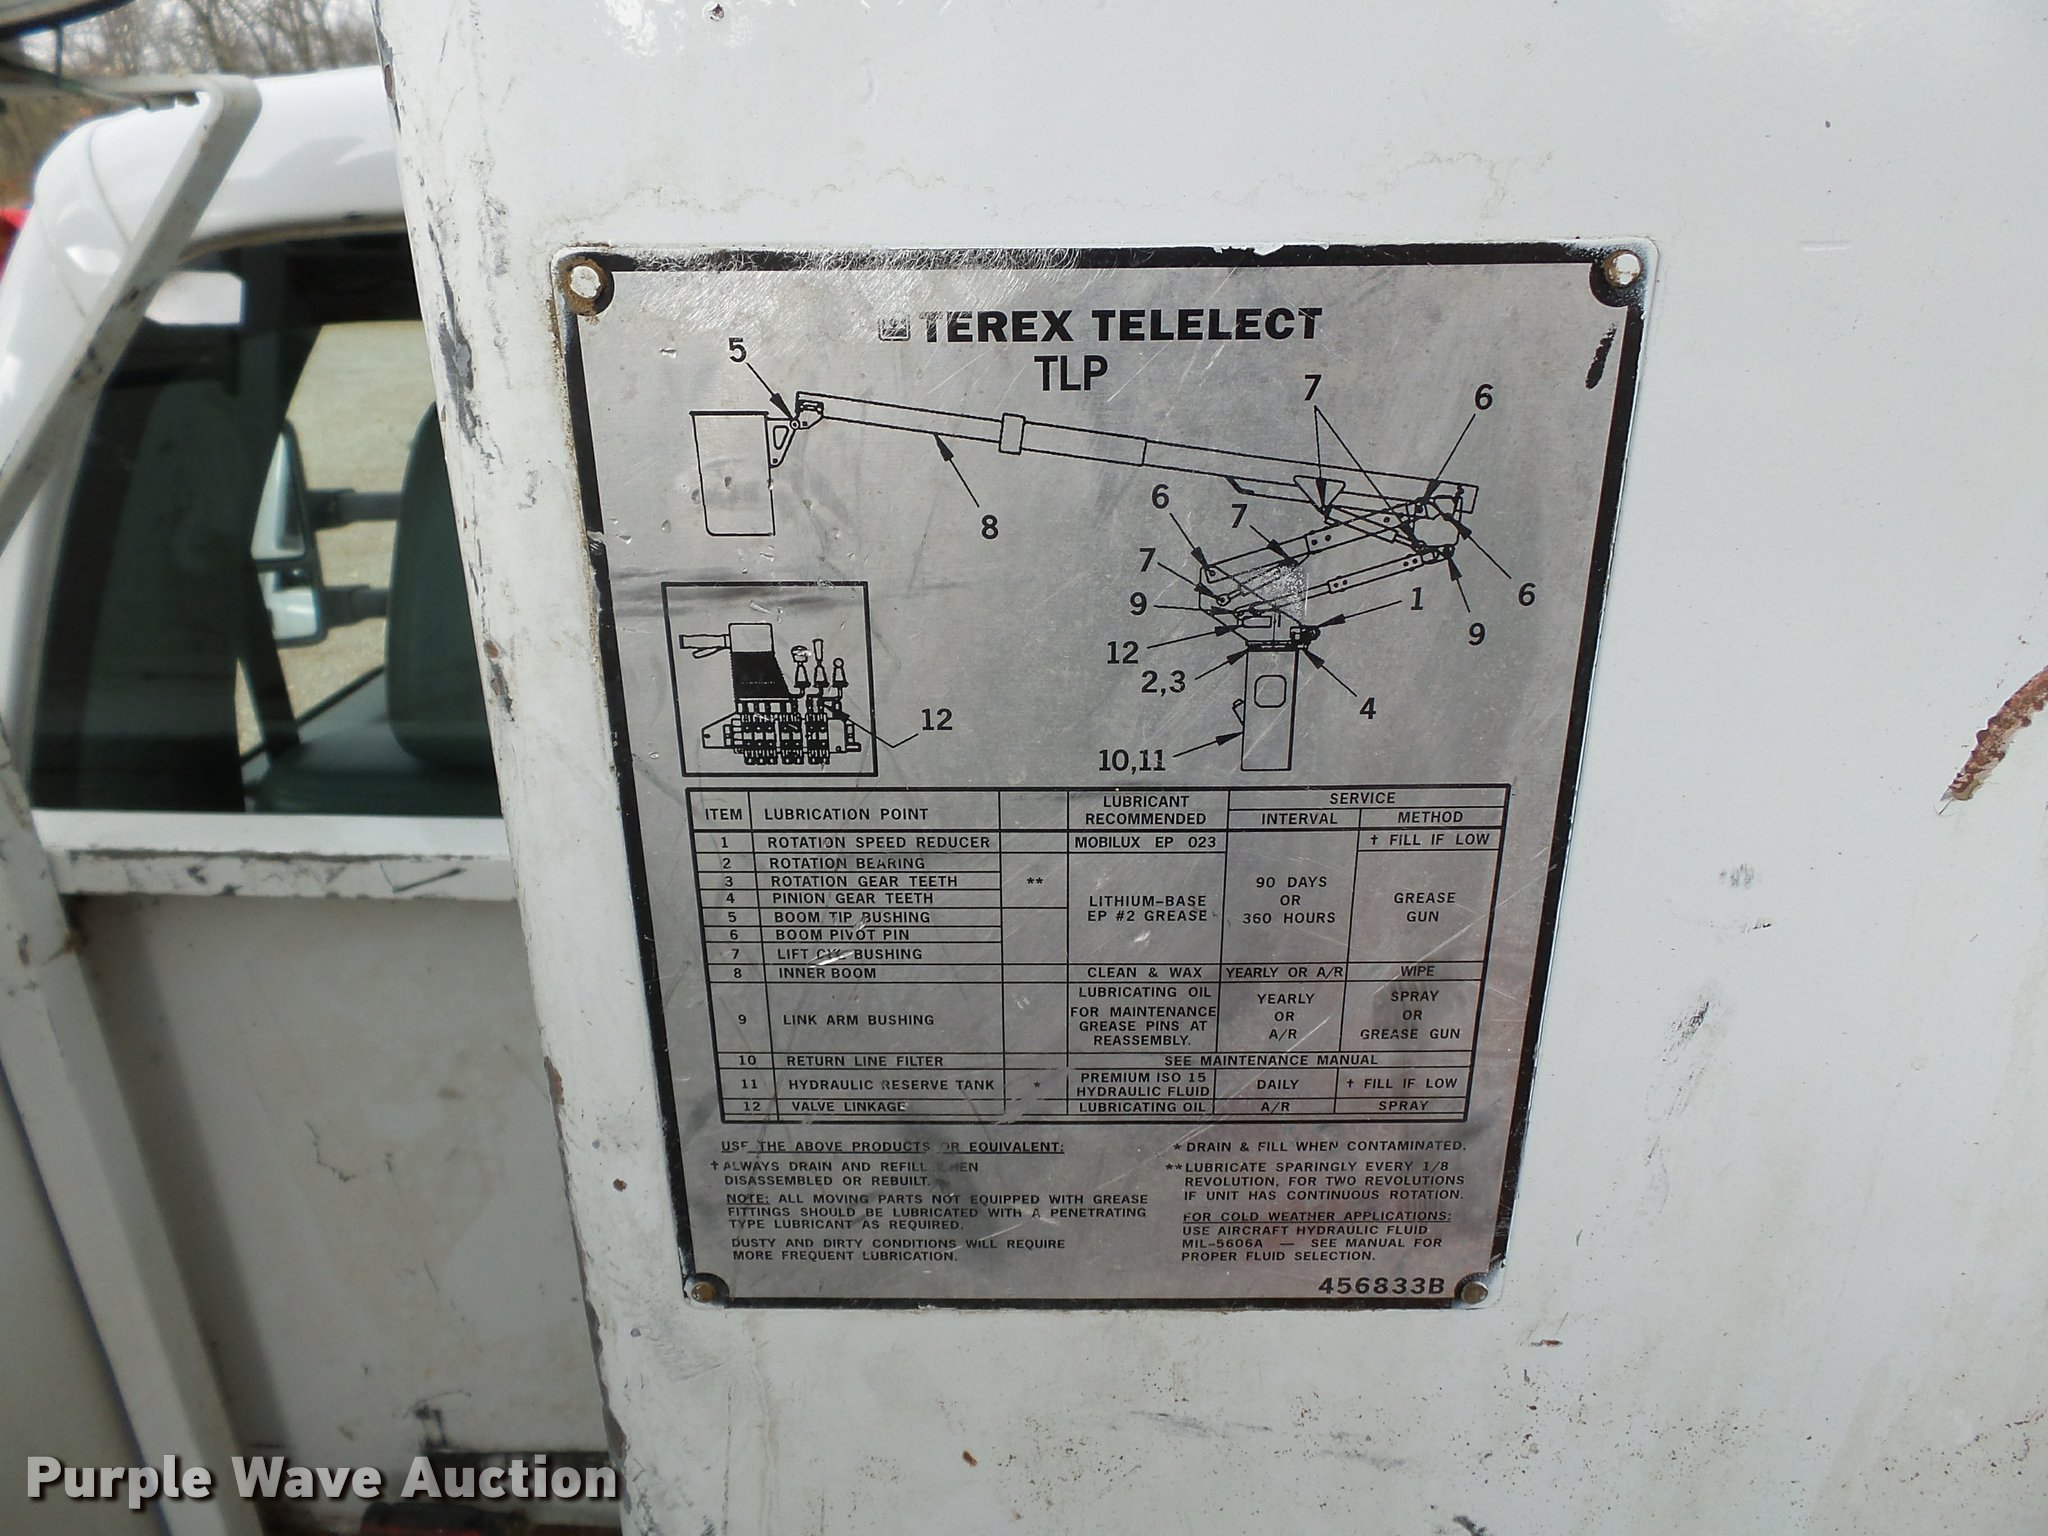 TEREX TELELECT
TLP
5
7
6
8
6
7
7
9
1
6
9
12
2,3
4
12
10,11
ITEM LUBRICATION POINT LUBRICANT RECOMMENDED SERVICE
INTERVAL METHOD
1 ROTATION SPEED REDUCER MOBILUX EP 023 † FILL IF LOW
2 ROTATION BEARING
3 ROTATION GEAR TEETH ** 90 DAYS
4 PINION GEAR TEETH LITHIUM-BASE OR GREASE
5 BOOM TIP BUSHING EP #2 GREASE 360 HOURS GUN
6 BOOM PIVOT PIN
7 LIFT CYL BUSHING
8 INNER BOOM CLEAN & WAX YEARLY OR A/R WIPE
LUBRICATING OIL YEARLY SPRAY
9 LINK ARM BUSHING FOR MAINTENANCE OR OR
GREASE PINS AT A/R GREASE GUN
REASSEMBLY.
10 RETURN LINE FILTER SEE MAINTENANCE MANUAL
11 HYDRAULIC RESERVE TANK * PREMIUM ISO 15 DAILY † FILL IF LOW
HYDRAULIC FLUID
12 VALVE LINKAGE LUBRICATING OIL A/R SPRAY
USE THE ABOVE PRODUCTS OR EQUIVALENT:
† ALWAYS DRAIN AND REFILL WHEN
DISASSEMBLED OR REBUILT.
NOTE: ALL MOVING PARTS NOT EQUIPPED WITH GREASE
FITTINGS SHOULD BE LUBRICATED WITH A PENETRATING
TYPE LUBRICANT AS REQUIRED.
DUSTY AND DIRTY CONDITIONS WILL REQUIRE
MORE FREQUENT LUBRICATION.
* DRAIN & FILL WHEN CONTAMINATED.
** LUBRICATE SPARINGLY EVERY 1/8
REVOLUTION, FOR TWO REVOLUTIONS
IF UNIT HAS CONTINUOUS ROTATION.
FOR COLD WEATHER APPLICATIONS:
USE AIRCRAFT HYDRAULIC FLUID
MIL-5606A — SEE MANUAL FOR
PROPER FLUID SELECTION.
456833B
Purple Wave Auction